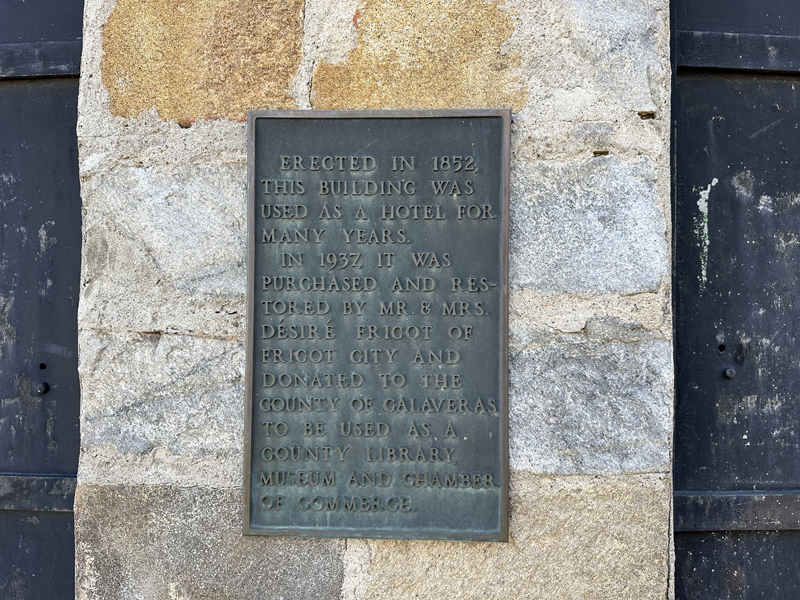 ERECTED IN 1852,
THIS BUILDING WAS
USED AS A HOTEL FOR
MANY YEARS.
IN 1937, IT WAS
PURCHASED AND RES-
TORED BY MR. & MRS.
DESIRÉ FRICOT OF
FRICOT CITY AND
DONATED TO THE
COUNTY OF CALAVERAS
TO BE USED AS A
COUNTY LIBRARY,
MUSEUM AND CHAMBER
OF COMMERCE.